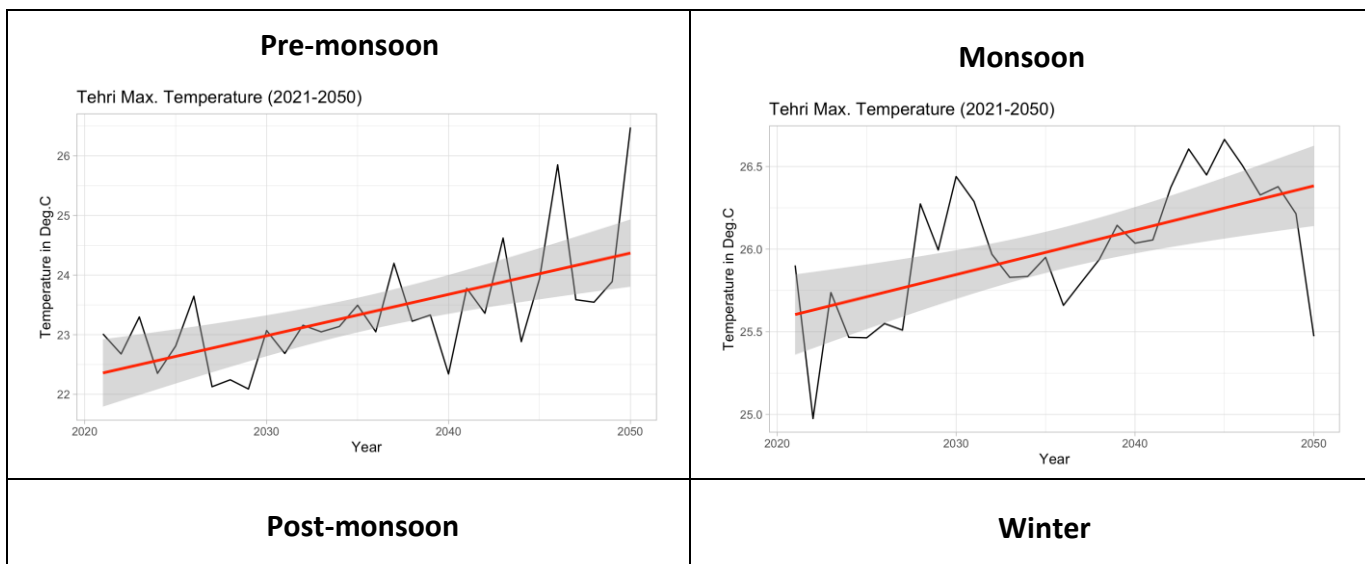 Pre-monsoon
Tehri Max. Temperature (2021-2050)
Temperature in Deg.C
26
25
24
23
22
2020
2030
2040
2050
Year
Monsoon
Tehri Max. Temperature (2021-2050)
Temperature in Deg.C
26.5
26.0
25.5
25.0
2020
2030
2040
2050
Year
Post-monsoon
Winter